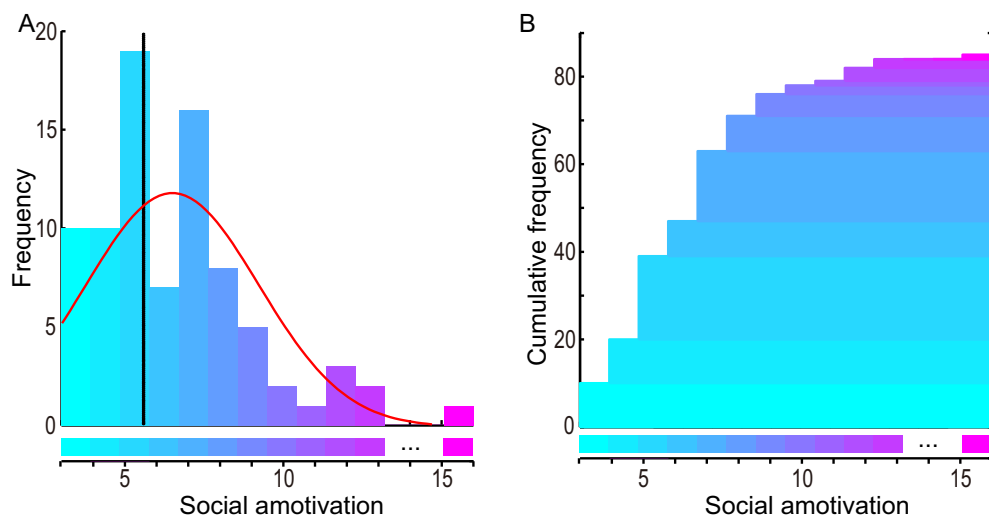 A
20
15
10
5
0
Frequency
...
5 10 15
Social amotivation
B
80
60
40
20
0
Cumulative frequency
...
5 10 15
Social amotivation